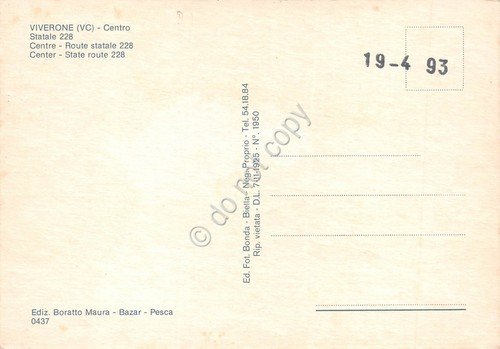 VIVERONE (VC) - Centro
Statale 228
Centre - Route statale 228
Center - State route 228
19-4 93
Ed. Fot. Bonda - Biella - Neg. Proprio - Tel. 54.18.84
Rip. vietata - D.L. 7/11/1925 - N°. 1950
© do not copy
Ediz. Boratto Maura - Bazar - Pesca
0437